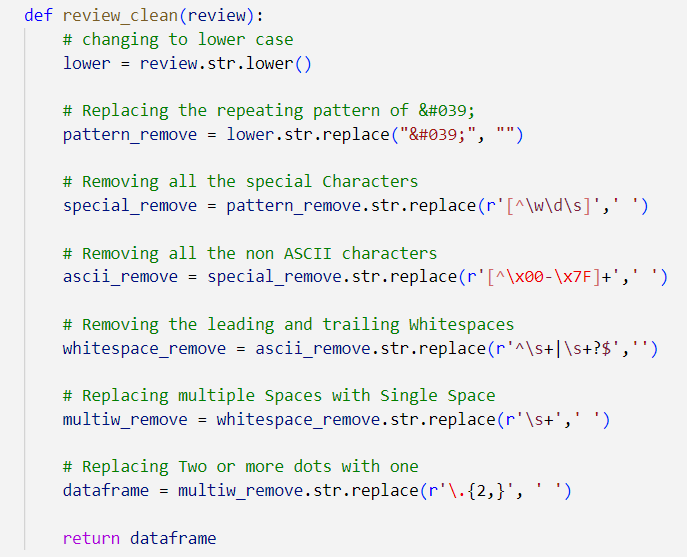 def review_clean(review):
    # changing to lower case
    lower = review.str.lower()

    # Replacing the repeating pattern of &#039;
    pattern_remove = lower.str.replace("&#039;", "")

    # Removing all the special Characters
    special_remove = pattern_remove.str.replace(r'[^\w\d\s]',' ')

    # Removing all the non ASCII characters
    ascii_remove = special_remove.str.replace(r'[^\x00-\x7F]+',' ')

    # Removing the leading and trailing Whitespaces
    whitespace_remove = ascii_remove.str.replace(r'^\s+|\s+?$','')

    # Replacing multiple Spaces with Single Space
    multiw_remove = whitespace_remove.str.replace(r'\s+',' ')

    # Replacing Two or more dots with one
    dataframe = multiw_remove.str.replace(r'\.{2,}', ' ')

    return dataframe